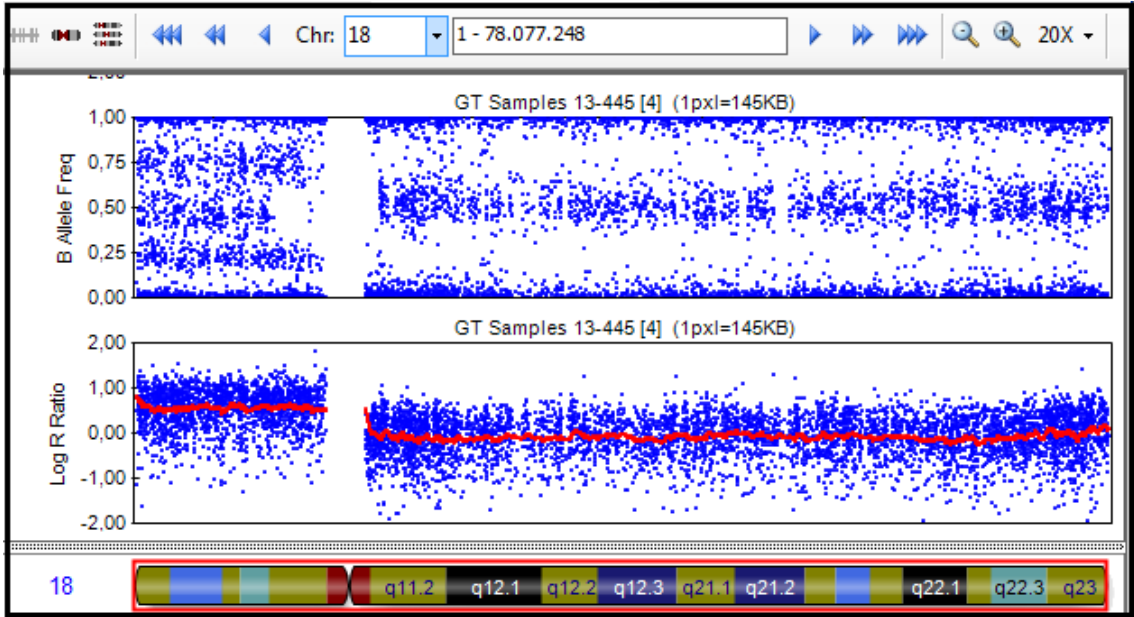 Chr: 18 1 - 78.077.248 20X
2,00
GT Samples 13-445 [4] (1pxl=145KB)
1,00
0,75
0,50
0,25
0,00
B Allele Freq
GT Samples 13-445 [4] (1pxl=145KB)
2,00
1,00
0,00
-1,00
-2,00
Log R Ratio
18 q11.2 q12.1 q12.2 q12.3 q21.1 q21.2 q22.1 q22.3 q23